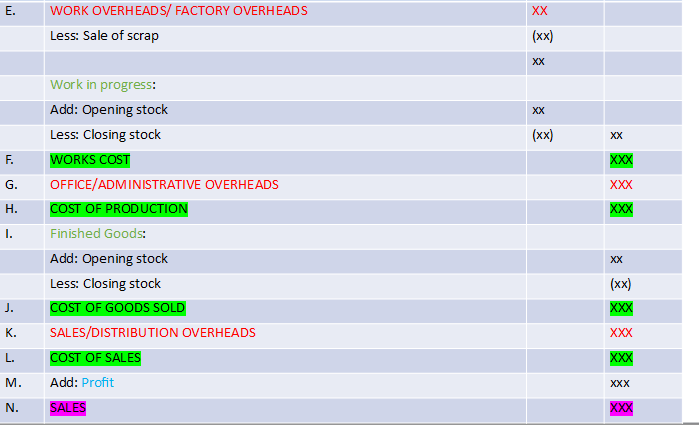 E. WORK OVERHEADS/ FACTORY OVERHEADS XX
Less: Sale of scrap (xx)
xx
Work in progress:
Add: Opening stock xx
Less: Closing stock (xx) xx
F. WORKS COST XXX
G. OFFICE/ADMINISTRATIVE OVERHEADS XXX
H. COST OF PRODUCTION XXX
I. Finished Goods:
Add: Opening stock xx
Less: Closing stock (xx)
J. COST OF GOODS SOLD XXX
K. SALES/DISTRIBUTION OVERHEADS XXX
L. COST OF SALES XXX
M. Add: Profit xxx
N. SALES XXX